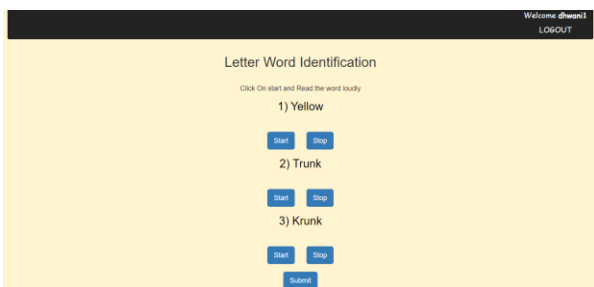 Welcome dhwani1
LOGOUT
Letter Word Identification
Click On start and Read the word loudly
1) Yellow
Start Stop
2) Trunk
Start Stop
3) Krunk
Start Stop
Submit